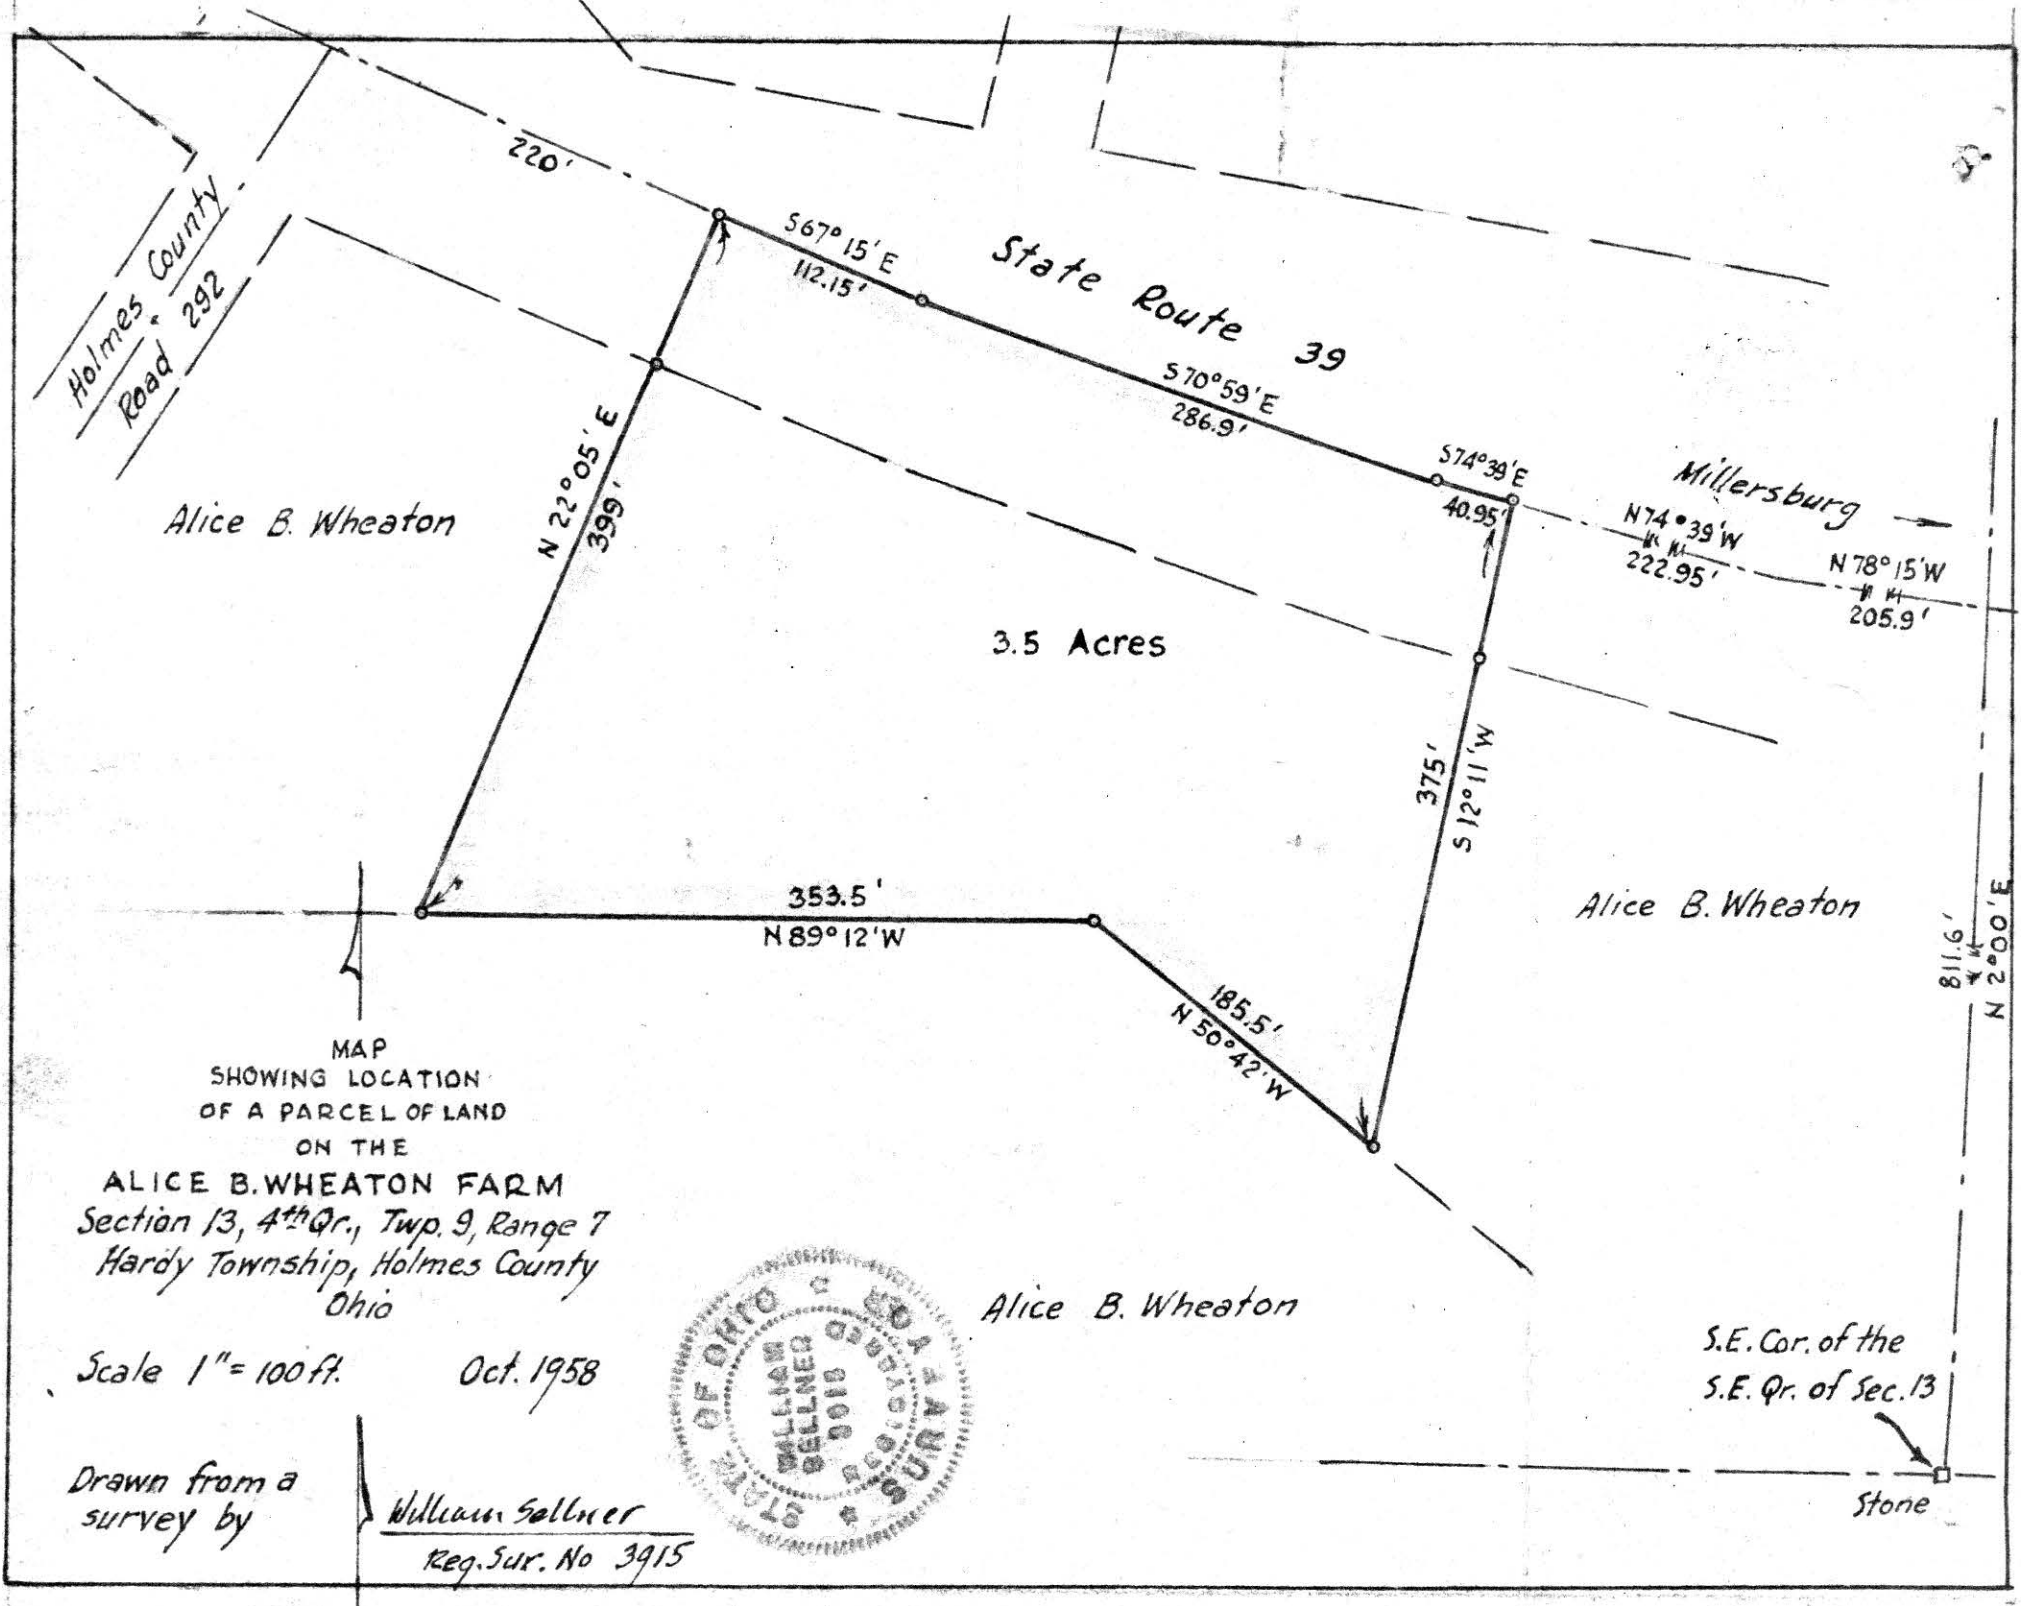 220'
S67°15'E
112.15'
State Route 39
S70°59'E
286.9'
S74°39'E
40.95'
Millersburg
N74°39'W
222.95'
N78°15'W
205.9'
Holmes County
Road 292
N 22°05' E
399'
Alice B. Wheaton
3.5 Acres
375'
S 12°11'W
353.5'
N89°12'W
185.5'
N 50°42'W
Alice B. Wheaton
811.6'
N 2°00'E
MAP
SHOWING LOCATION
OF A PARCEL OF LAND
ON THE
ALICE B. WHEATON FARM
Section 13, 4th Qr., Twp. 9, Range 7
Hardy Township, Holmes County
Ohio
Scale 1"= 100 ft. Oct. 1958
Alice B. Wheaton
S.E. Cor. of the
S.E. Qr. of Sec. 13
Stone
Drawn from a
survey by
William Sellner
Reg. Sur. No 3915
STATE OF OHIO
WILLIAM